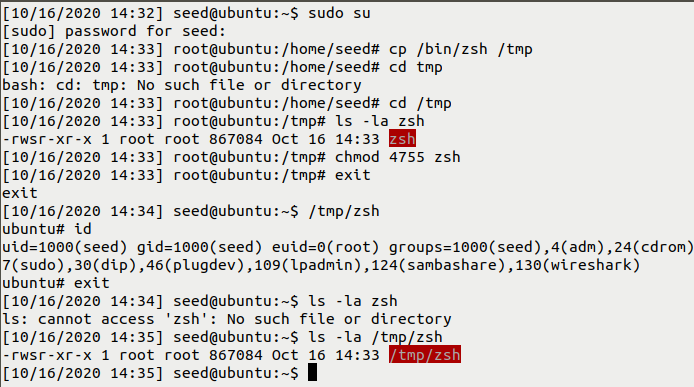 [10/16/2020 14:32] seed@ubuntu:~$ sudo su
[sudo] password for seed:
[10/16/2020 14:33] root@ubuntu:/home/seed# cp /bin/zsh /tmp
[10/16/2020 14:33] root@ubuntu:/home/seed# cd tmp
bash: cd: tmp: No such file or directory
[10/16/2020 14:33] root@ubuntu:/home/seed# cd /tmp
[10/16/2020 14:33] root@ubuntu:/tmp# ls -la zsh
-rwsr-xr-x 1 root root 867084 Oct 16 14:33 zsh
[10/16/2020 14:33] root@ubuntu:/tmp# chmod 4755 zsh
[10/16/2020 14:33] root@ubuntu:/tmp# exit
exit
[10/16/2020 14:34] seed@ubuntu:~$ /tmp/zsh
ubuntu# id
uid=1000(seed) gid=1000(seed) euid=0(root) groups=1000(seed),4(adm),24(cdrom)
7(sudo),30(dip),46(plugdev),109(lpadmin),124(sambashare),130(wireshark)
ubuntu# exit
[10/16/2020 14:34] seed@ubuntu:~$ ls -la zsh
ls: cannot access 'zsh': No such file or directory
[10/16/2020 14:35] seed@ubuntu:~$ ls -la /tmp/zsh
-rwsr-xr-x 1 root root 867084 Oct 16 14:33 /tmp/zsh
[10/16/2020 14:35] seed@ubuntu:~$